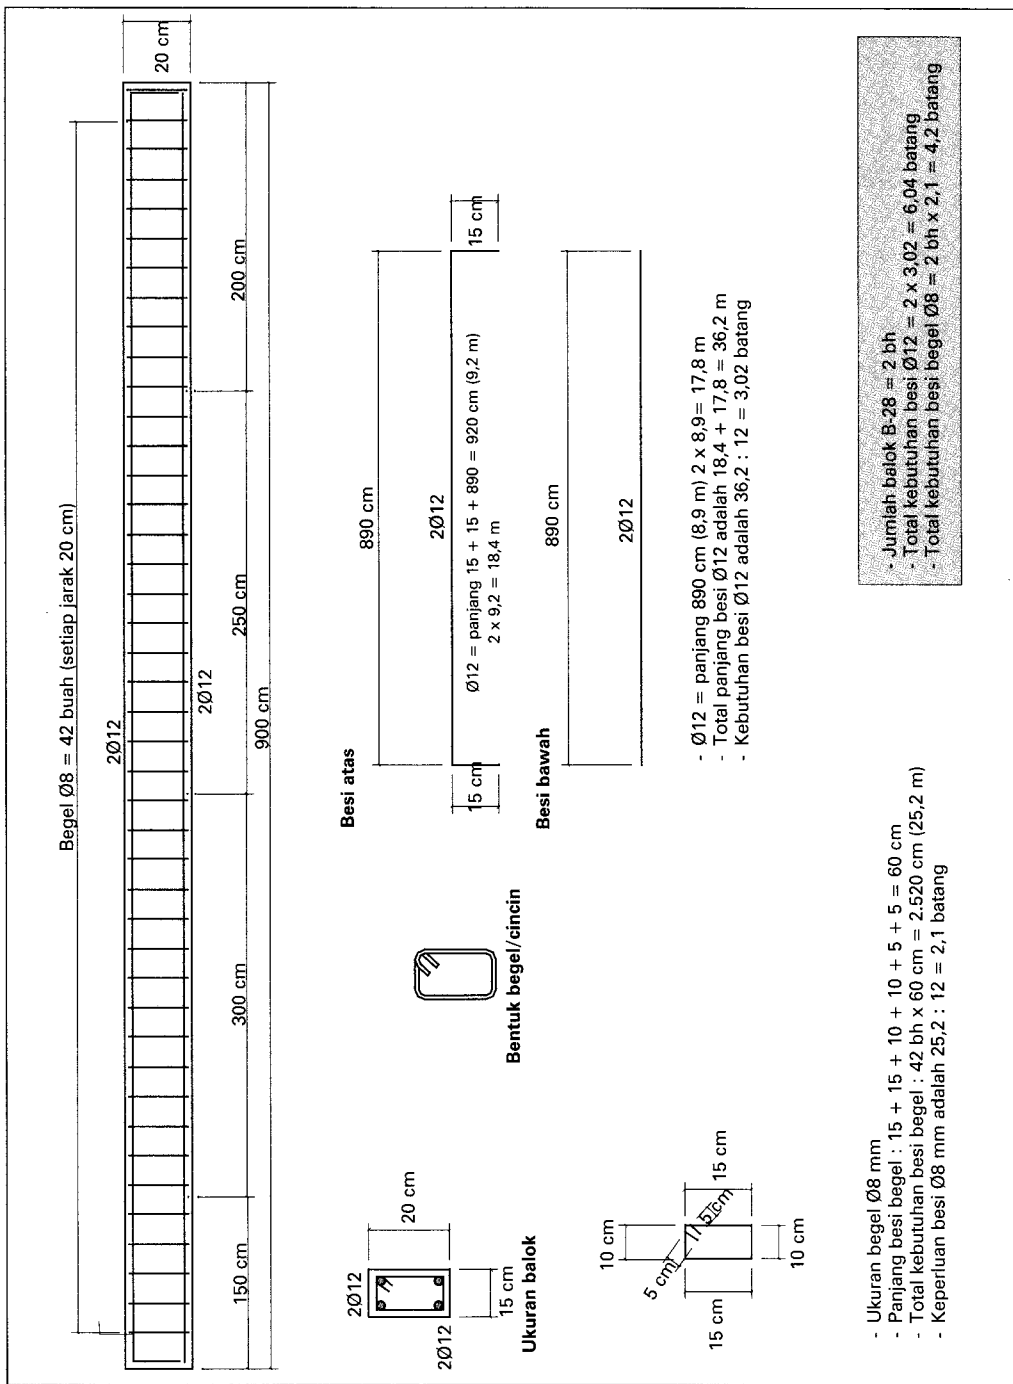 Begel Ø8 = 42 buah (setiap jarak 20 cm)
20 cm
2Ø12
2Ø12
150 cm
300 cm
250 cm
200 cm
900 cm
2Ø12
20 cm
2Ø12
15 cm
Ukuran balok
Bentuk begel/cincin
Besi atas
890 cm
2Ø12
15 cm
15 cm
Ø12 = panjang 15 + 15 + 890 = 920 cm (9,2 m)
2 x 9,2 = 18,4 m
Besi bawah
890 cm
2Ø12
10 cm
5 cm
5 cm
15 cm
15 cm
10 cm
- Ø12 = panjang 890 cm (8,9 m) 2 x 8,9= 17,8 m
- Total panjang besi Ø12 adalah 18,4 + 17,8 = 36,2 m
- Kebutuhan besi Ø12 adalah 36,2 : 12 = 3,02 batang
- Ukuran begel Ø8 mm
- Panjang besi begel : 15 + 15 + 10 + 10 + 5 + 5 = 60 cm
- Total kebutuhan besi begel : 42 bh x 60 cm = 2.520 cm (25,2 m)
- Keperluan besi Ø8 mm adalah 25,2 : 12 = 2,1 batang
- Jumlah balok B-28 = 2 bh
- Total kebutuhan besi Ø12 = 2 x 3,02 = 6,04 batang
- Total kebutuhan besi begel Ø8 = 2 bh x 2,1 = 4,2 batang